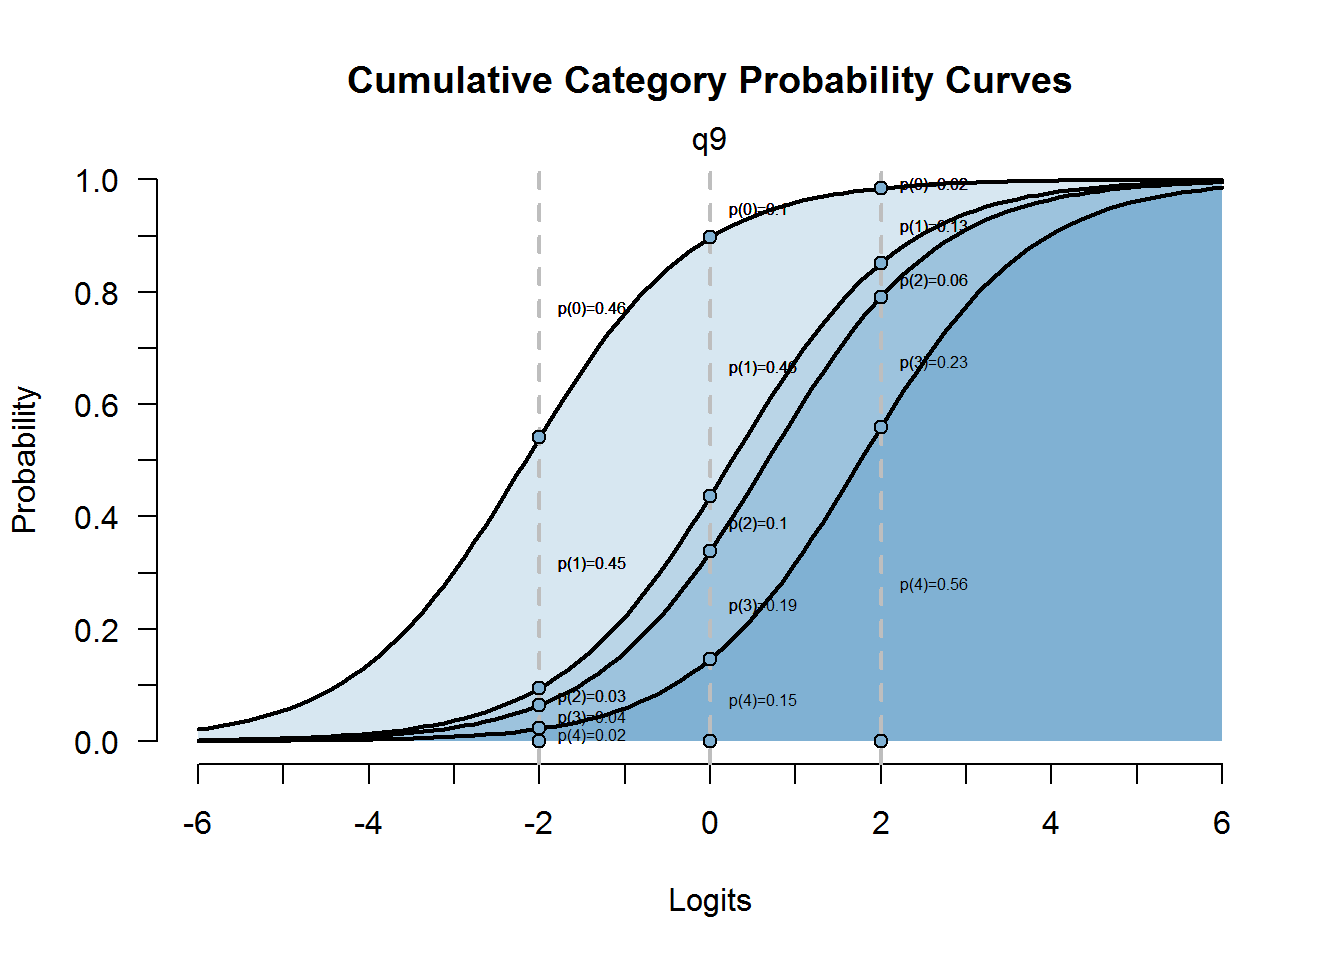 Cumulative Category Probability Curves
q9
Probability
1.0
0.8
0.6
0.4
0.2
0.0
p(0)=0.46
p(1)=0.45
p(2)=0.03
p(3)=0.04
p(4)=0.02
p(0)=0.1
p(1)=0.46
p(2)=0.1
p(3)=0.19
p(4)=0.15
p(0)=0.02
p(1)=0.13
p(2)=0.06
p(3)=0.23
p(4)=0.56
-6 -4 -2 0 2 4 6
Logits